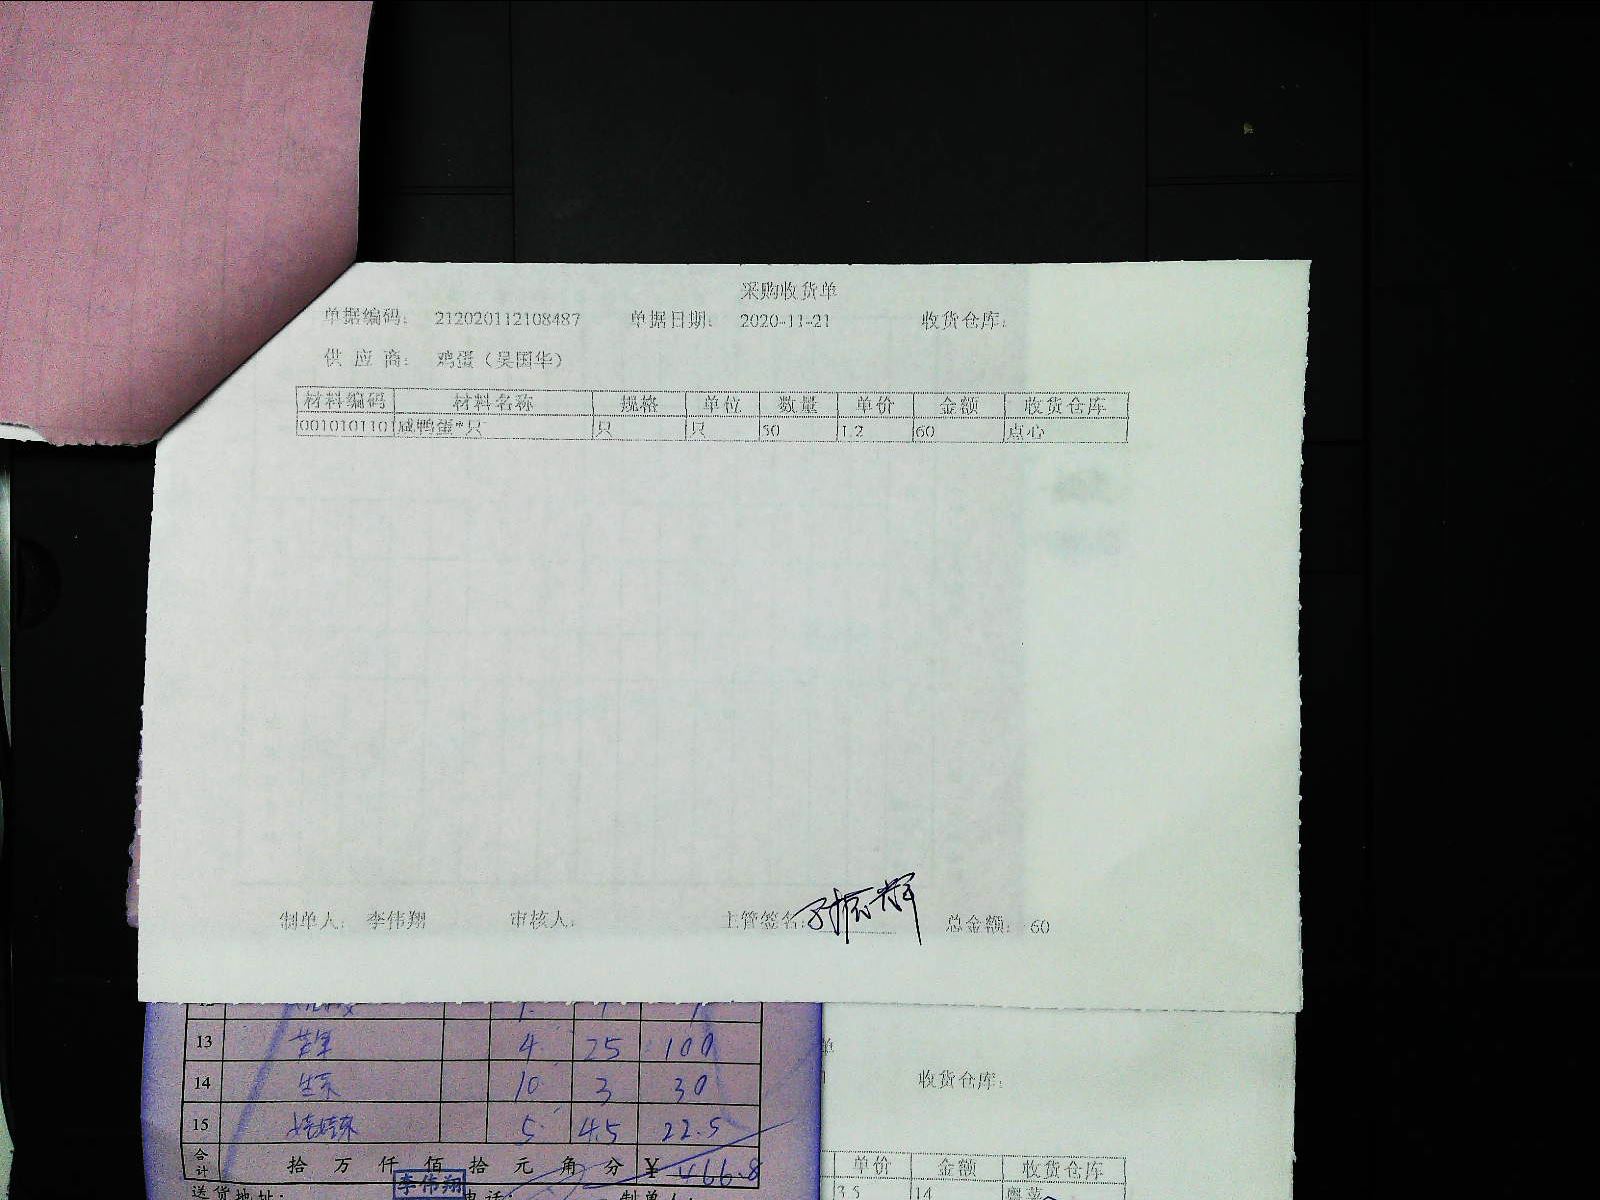 采购收货单
单据编码: 212020112108487 单据日期: 2020-11-21 收货仓库:
供 应 商: 鸡蛋（吴国华）
材料编码 材料名称 规格 单位 数量 单价 金额 收货仓库
001010110 咸鸭蛋*只 只 只 50 1.2 60 点心
制单人: 李伟翔 审核人: 主管签名: 总金额: 60
13 4 25 100
14 生菜 10 3 30
15 娃娃菜 5 4.5 22.5
合计 拾 万 仟 佰 拾 元 角 分 ¥ 466.8
李伟翔
送货地址: 电话: 制单人:
单
收货仓库:
单价 金额 收货仓库
3.5 14